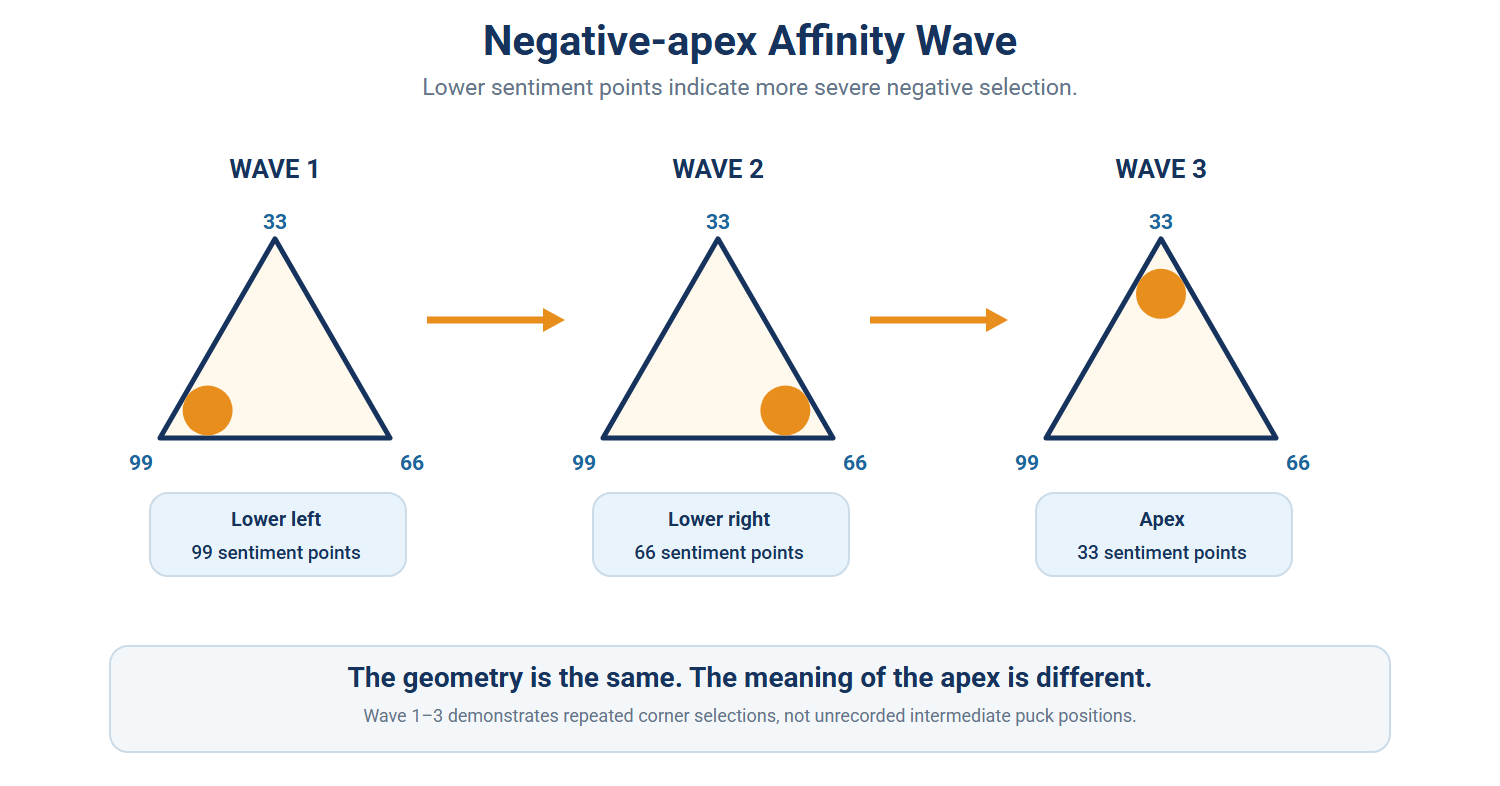 Negative-apex Affinity Wave
Lower sentiment points indicate more severe negative selection.
WAVE 1
33
99
66
Lower left
99 sentiment points
WAVE 2
33
99
66
Lower right
66 sentiment points
WAVE 3
33
99
66
Apex
33 sentiment points
The geometry is the same. The meaning of the apex is different.
Wave 1–3 demonstrates repeated corner selections, not unrecorded intermediate puck positions.